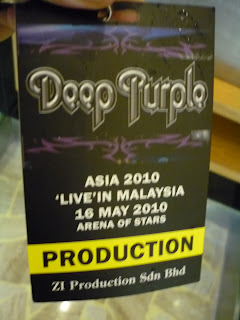 Deep Purple
ASIA 2010
'LIVE'IN MALAYSIA
16 MAY 2010
ARENA OF STARS
PRODUCTION
ZI Production Sdn Bhd